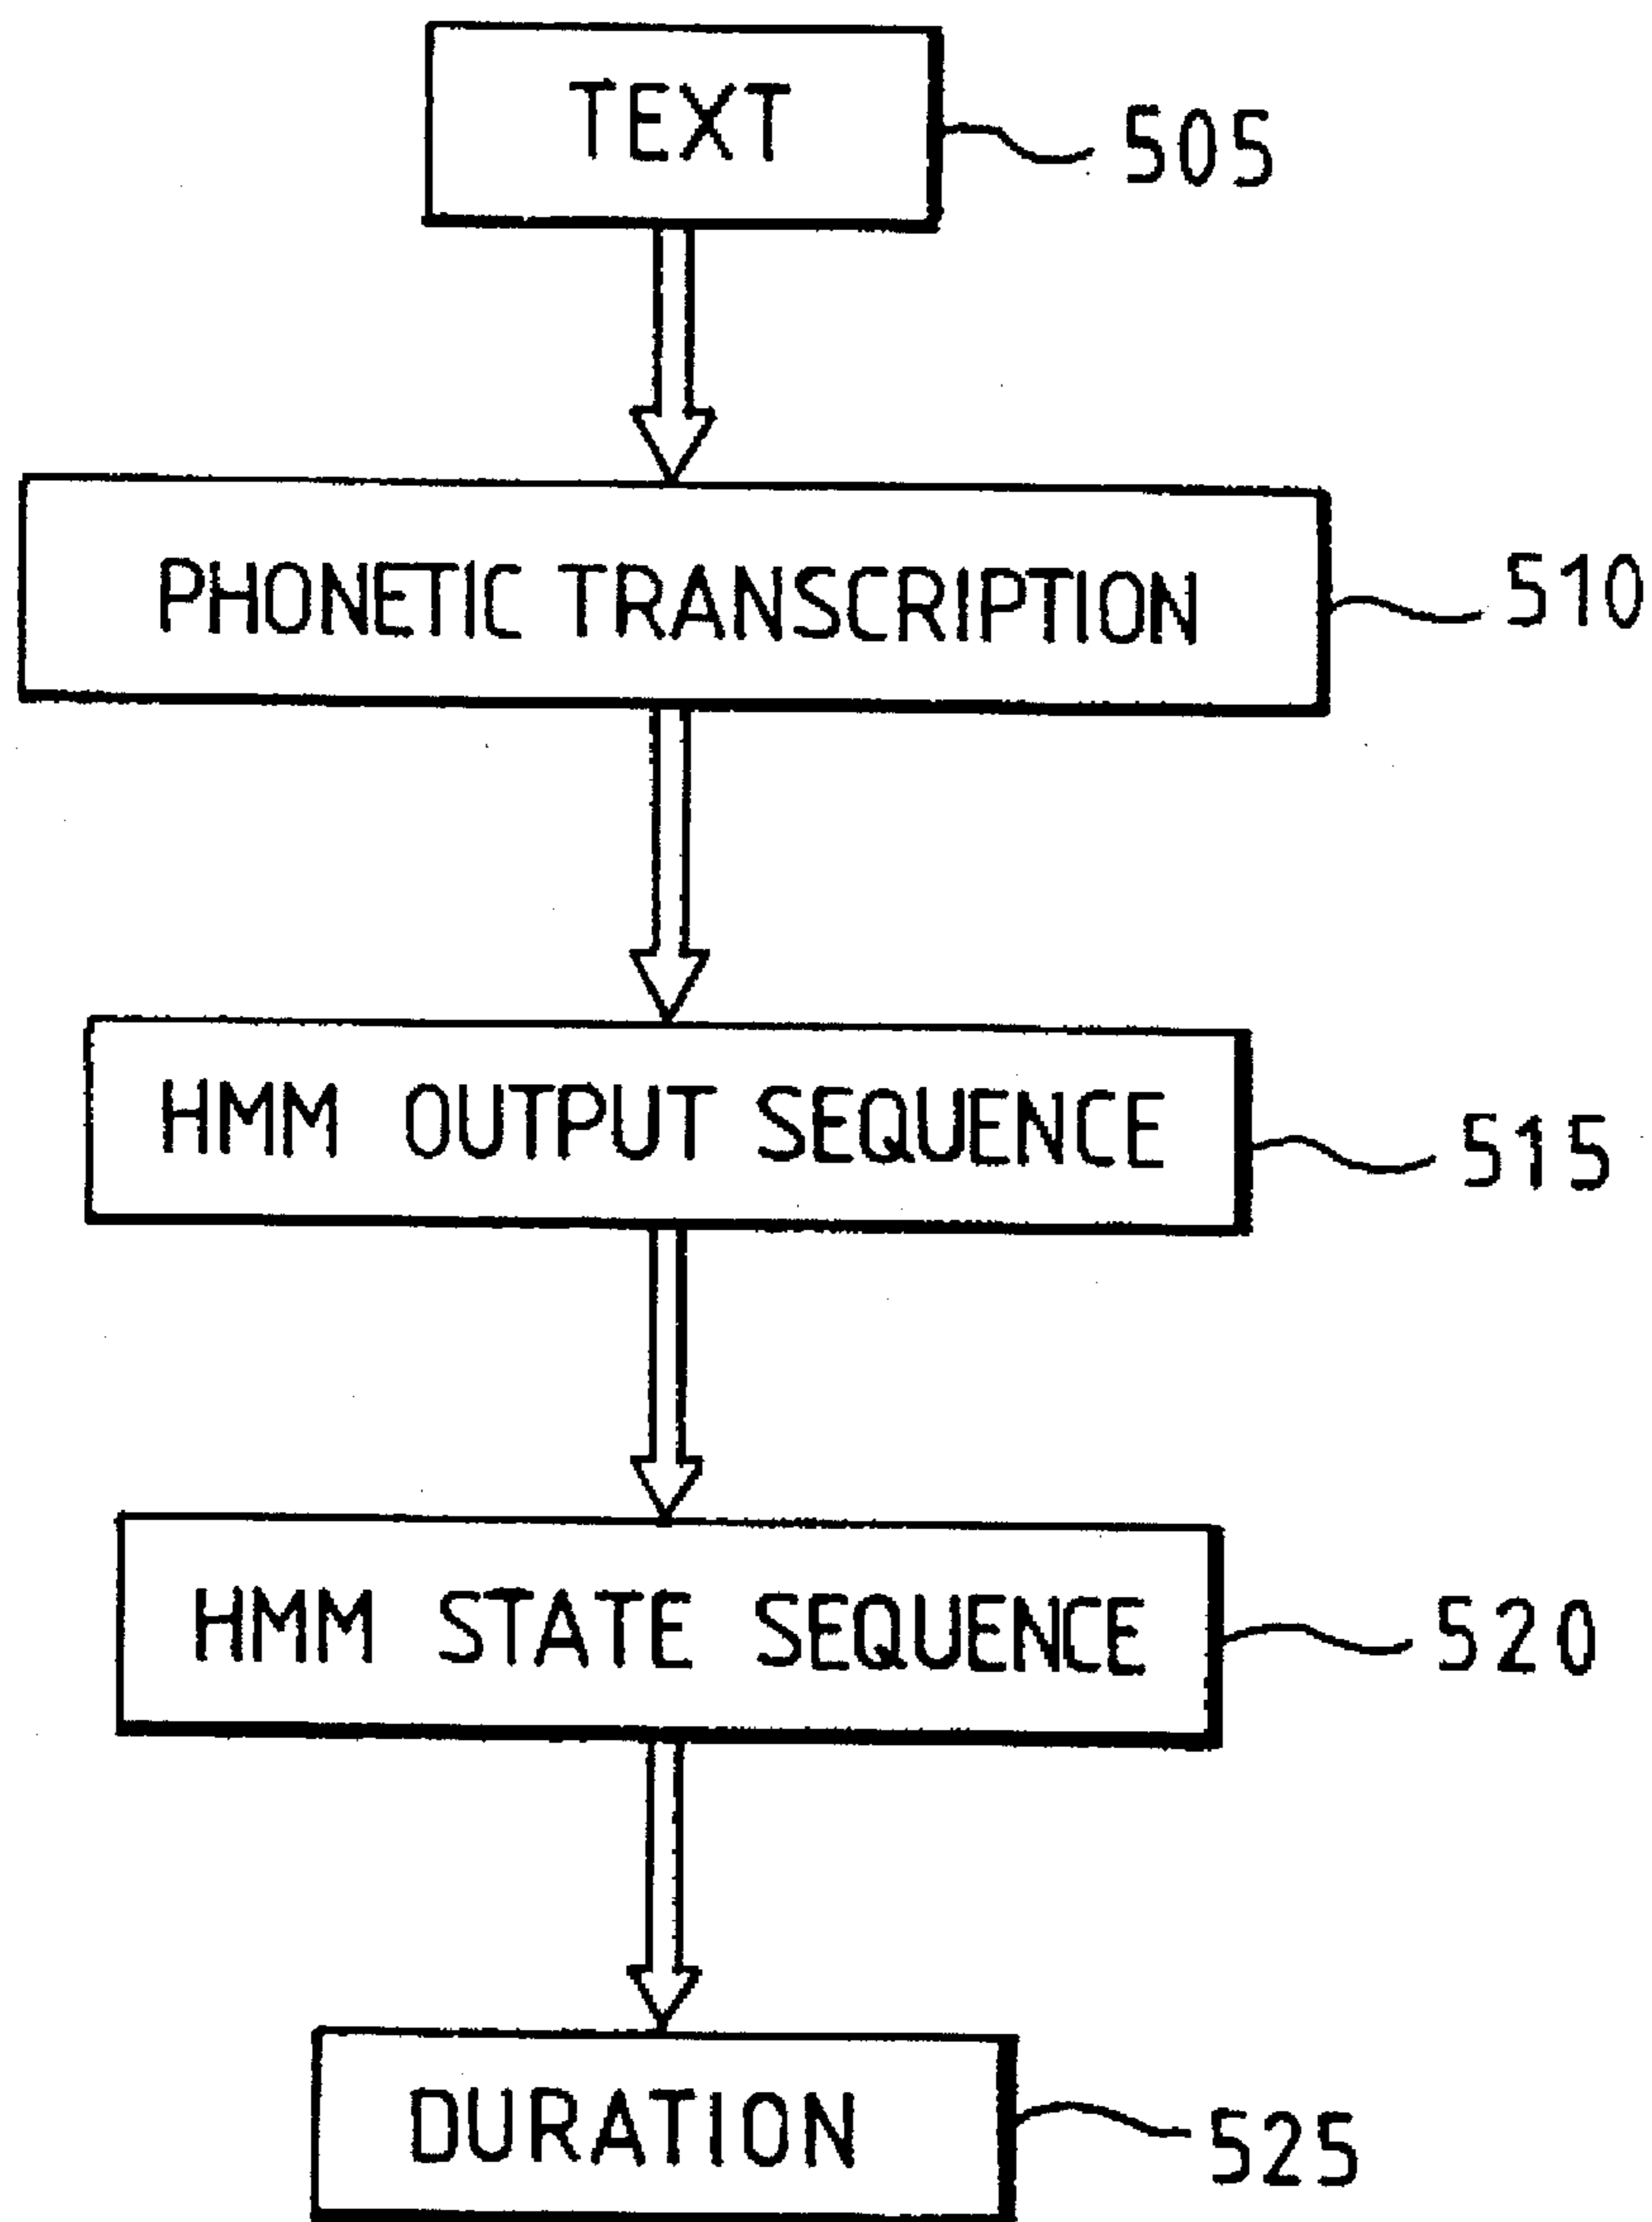 TEXT
505
PHONETIC TRANSCRIPTION
510
HMM OUTPUT SEQUENCE
515
HMM STATE SEQUENCE
520
DURATION
525